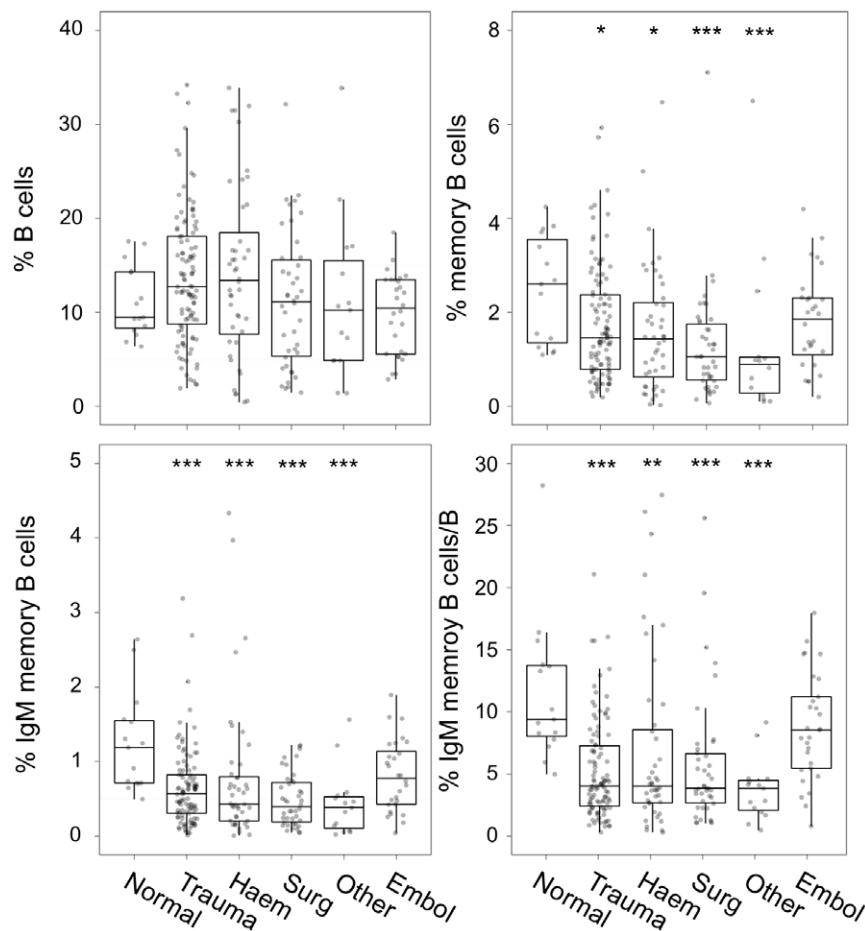 % B cells
40
30
20
10
0
% memory B cells
8
6
4
2
0
* * *** ***
% IgM memory B cells
5
4
3
2
1
0
*** *** *** ***
% IgM memroy B cells/B
30
25
20
15
10
5
0
*** ** *** ***
Normal Trauma Haem Surg Other Embol
Normal Trauma Haem Surg Other Embol